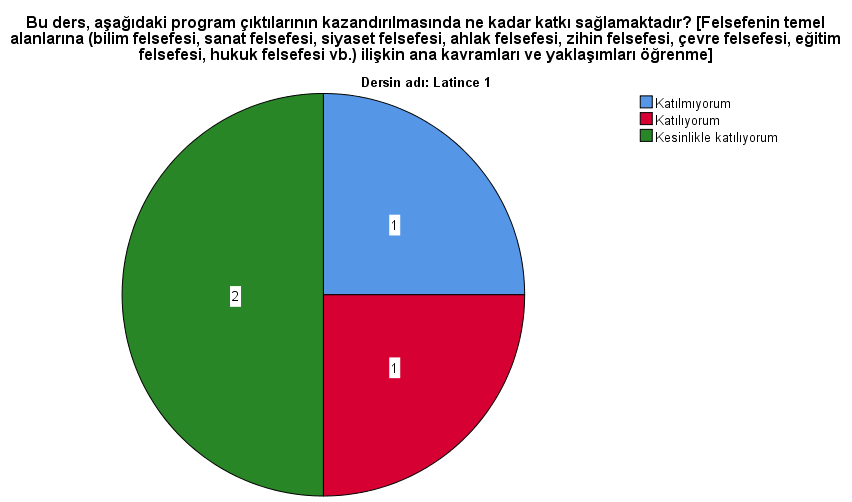 Bu ders, aşağıdaki program çıktılarının kazandırılmasında ne kadar katkı sağlamaktadır? [Felsefenin temel
alanlarına (bilim felsefesi, sanat felsefesi, siyaset felsefesi, ahlak felsefesi, zihin felsefesi, çevre felsefesi, eğitim
felsefesi, hukuk felsefesi vb.) ilişkin ana kavramları ve yaklaşımları öğrenme]
Dersin adı: Latince 1
Katılmıyorum
Katılıyorum
Kesinlikle katılıyorum
1
2
1